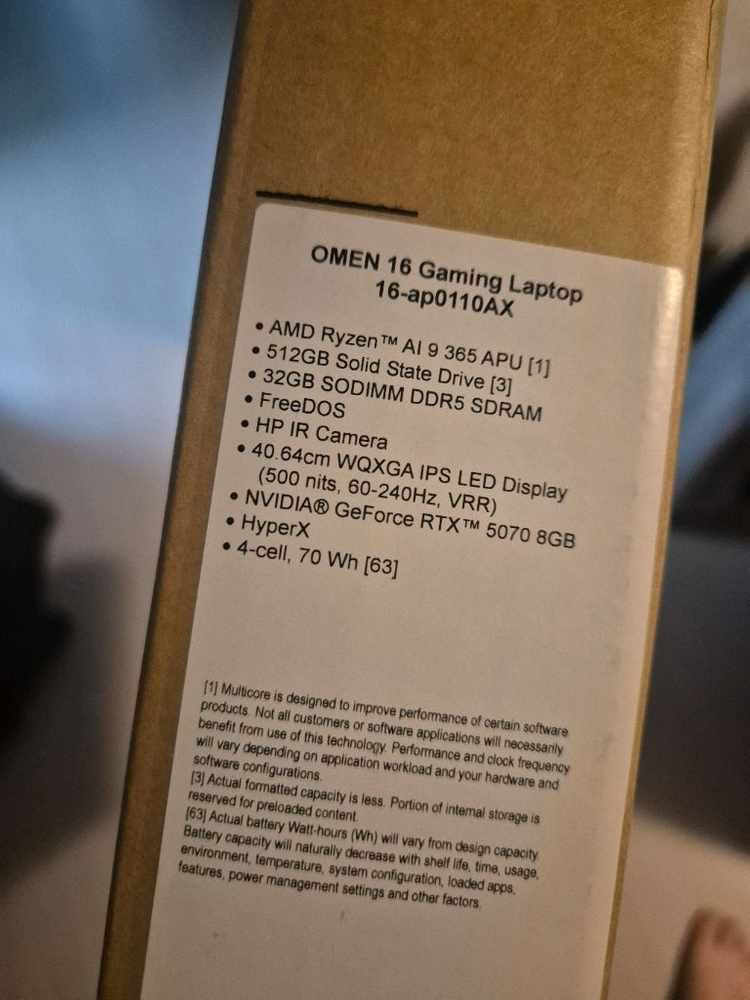 OMEN 16 Gaming Laptop
16-ap0110AX
• AMD Ryzen™ AI 9 365 APU [1]
• 512GB Solid State Drive [3]
• 32GB SODIMM DDR5 SDRAM
• FreeDOS
• HP IR Camera
• 40.64cm WQXGA IPS LED Display
(500 nits, 60-240Hz, VRR)
• NVIDIA® GeForce RTX™ 5070 8GB
• HyperX
• 4-cell, 70 Wh [63]
[1] Multicore is designed to improve performance of certain software
products. Not all customers or software applications will necessarily
benefit from use of this technology. Performance and clock frequency
will vary depending on application workload and your hardware and
software configurations.
[3] Actual formatted capacity is less. Portion of internal storage is
reserved for preloaded content.
[63] Actual battery Watt-hours (Wh) will vary from design capacity.
Battery capacity will naturally decrease with shelf life, time, usage,
environment, temperature, system configuration, loaded apps,
features, power management settings and other factors.